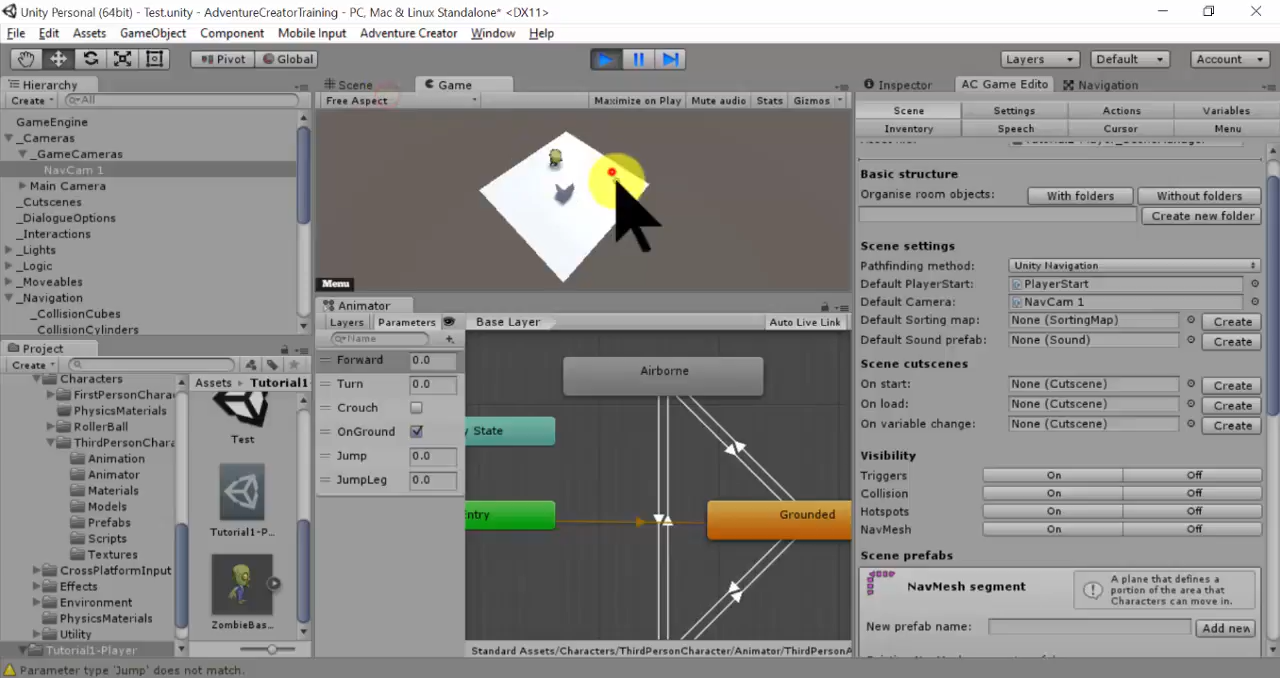 Unity Personal (64bit) - Test.unity - AdventureCreatorTraining - PC, Mac & Linux Standalone* <DX11>
File Edit Assets GameObject Component Mobile Input Adventure Creator Window Help
Pivot Global Layers Default Account
Hierarchy
Create All
GameEngine
_Cameras
_GameCameras
NavCam 1
Main Camera
_Cutscenes
_DialogueOptions
_Interactions
_Lights
_Logic
_Moveables
_Navigation
_CollisionCubes
_CollisionCylinders
Project
Create
Characters
FirstPersonChara
PhysicsMaterials
RollerBall
ThirdPersonChara
Animation
Animator
Materials
Models
Prefabs
Scripts
Textures
CrossPlatformInput
Effects
Environment
PhysicsMaterials
Utility
Tutorial1-Player
Assets Tutorial1
Test
Tutorial1-P...
ZombieBas...
Scene Game
Free Aspect Maximize on Play Mute audio Stats Gizmos
Menu
Animator
Layers Parameters Base Layer Auto Live Link
Name
Forward 0.0
Turn 0.0
Crouch
OnGround
Jump 0.0
JumpLeg 0.0
Airborne
y State
Entry
Grounded
Standard Assets/Characters/ThirdPersonCharacter/Animator/ThirdPersonA
Inspector AC Game Edito Navigation
Scene Settings Actions Variables
Inventory Speech Cursor Menu
Basic structure
Organise room objects: With folders Without folders
Create new folder
Scene settings
Pathfinding method: Unity Navigation
Default PlayerStart: PlayerStart
Default Camera: NavCam 1
Default Sorting map: None (SortingMap) Create
Default Sound prefab: None (Sound) Create
Scene cutscenes
On start: None (Cutscene) Create
On load: None (Cutscene) Create
On variable change: None (Cutscene) Create
Visibility
Triggers On Off
Collision On Off
Hotspots On Off
NavMesh On Off
Scene prefabs
NavMesh segment
A plane that defines a
portion of the area that
Characters can move in.
New prefab name: Add new
Parameter type 'Jump' does not match.